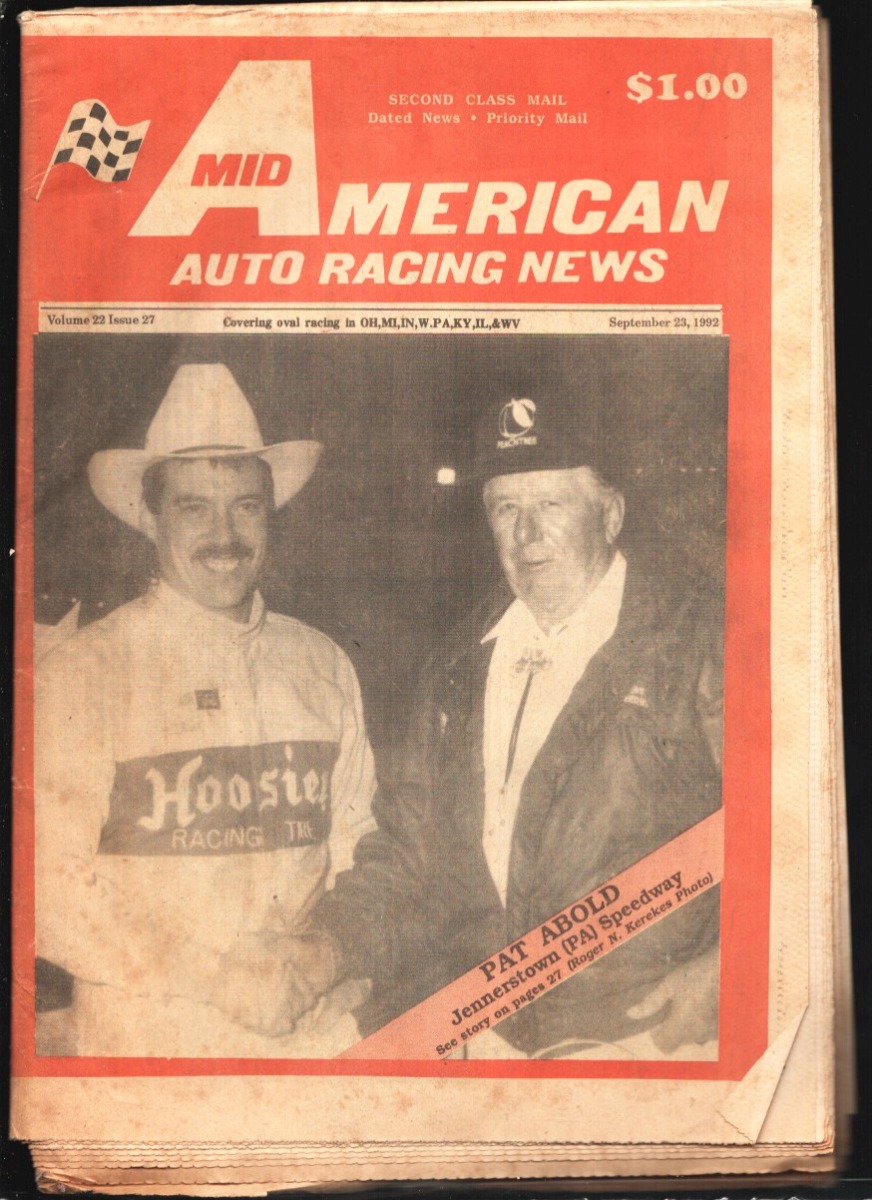 $1.00
SECOND CLASS MAIL
Dated News • Priority Mail
MID AMERICAN
AUTO RACING NEWS
Volume 22 Issue 27
Covering oval racing in OH,MI,IN,W.PA,KY,IL,&WV
September 23, 1992
PEACHTREE
Hoosier
RACING TIRE
PAT ABOLD
Jennerstown (PA) Speedway
See story on pages 27 (Roger N. Kerekes Photo)